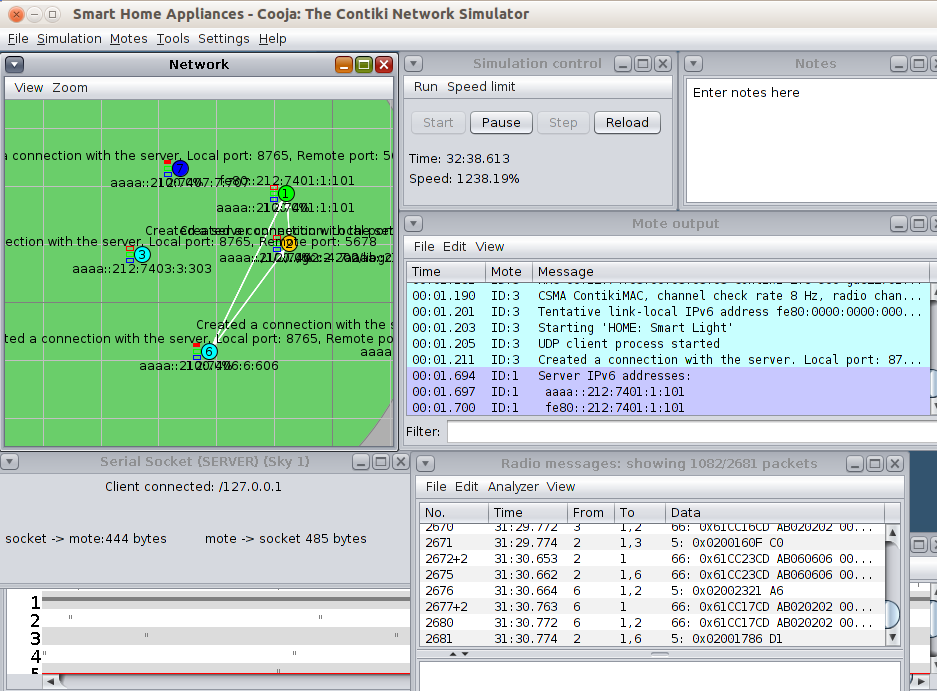 Smart Home Appliances - Cooja: The Contiki Network Simulator
File Simulation Motes Tools Settings Help
Network
View Zoom
a connection with the server. Local port: 8765, Remote port: 56
7
fe80::212:7401:1:101
1
ection with the server. Local port: 8765, Remote port: 5678
2
3
aaaa::212:7403:3:303
Created a connection with the s
ted a connection with the server. Local port: 8765, Remote po
6
aaaa:
Simulation control
Run Speed limit
Start Pause Step Reload
Time: 32:38.613
Speed: 1238.19%
Notes
Enter notes here
Mote output
File Edit View
Time Mote Message
00:01.190 ID:3 CSMA ContikiMAC, channel check rate 8 Hz, radio chan...
00:01.201 ID:3 Tentative link-local IPv6 address fe80:0000:0000:000...
00:01.203 ID:3 Starting 'HOME: Smart Light'
00:01.205 ID:3 UDP client process started
00:01.211 ID:3 Created a connection with the server. Local port: 87...
00:01.694 ID:1 Server IPv6 addresses:
00:01.697 ID:1 aaaa::212:7401:1:101
00:01.700 ID:1 fe80::212:7401:1:101
Filter:
Serial Socket (SERVER) (Sky 1)
Client connected: /127.0.0.1
socket -> mote:444 bytes mote -> socket 485 bytes
1
2
3
4
5
Radio messages: showing 1082/2681 packets
File Edit Analyzer View
No. Time From To Data
2670 31:29.772 3 1,2 66: 0x61CC16CD AB020202 00...
2671 31:29.774 2 1,3 5: 0x0200160F C0
2672+2 31:30.653 2 1 66: 0x61CC23CD AB060606 00...
2675 31:30.662 2 1,6 66: 0x61CC23CD AB060606 00...
2676 31:30.664 6 1,2 5: 0x02002321 A6
2677+2 31:30.763 6 1 66: 0x61CC17CD AB020202 00...
2680 31:30.772 6 1,2 66: 0x61CC17CD AB020202 00...
2681 31:30.774 2 1,6 5: 0x02001786 D1